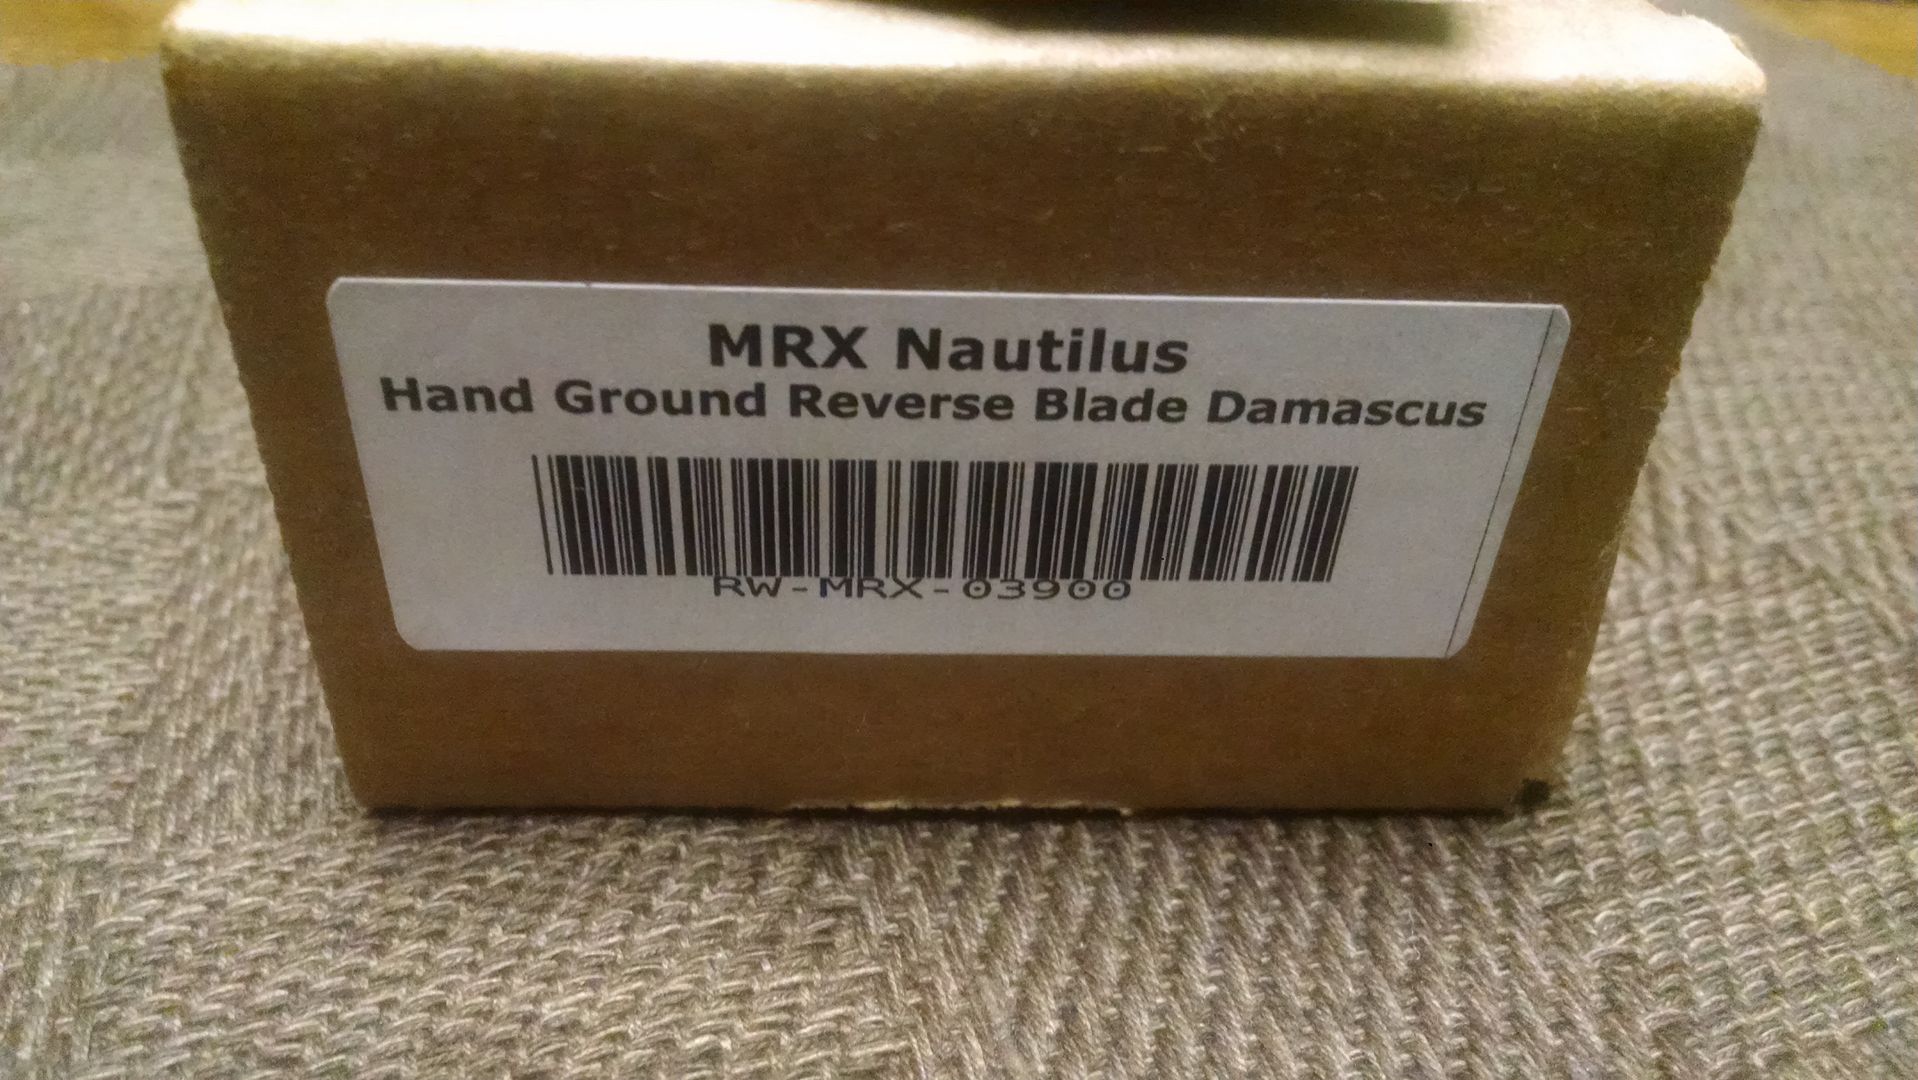 MRX Nautilus
Hand Ground Reverse Blade Damascus
RW-MRX-03900